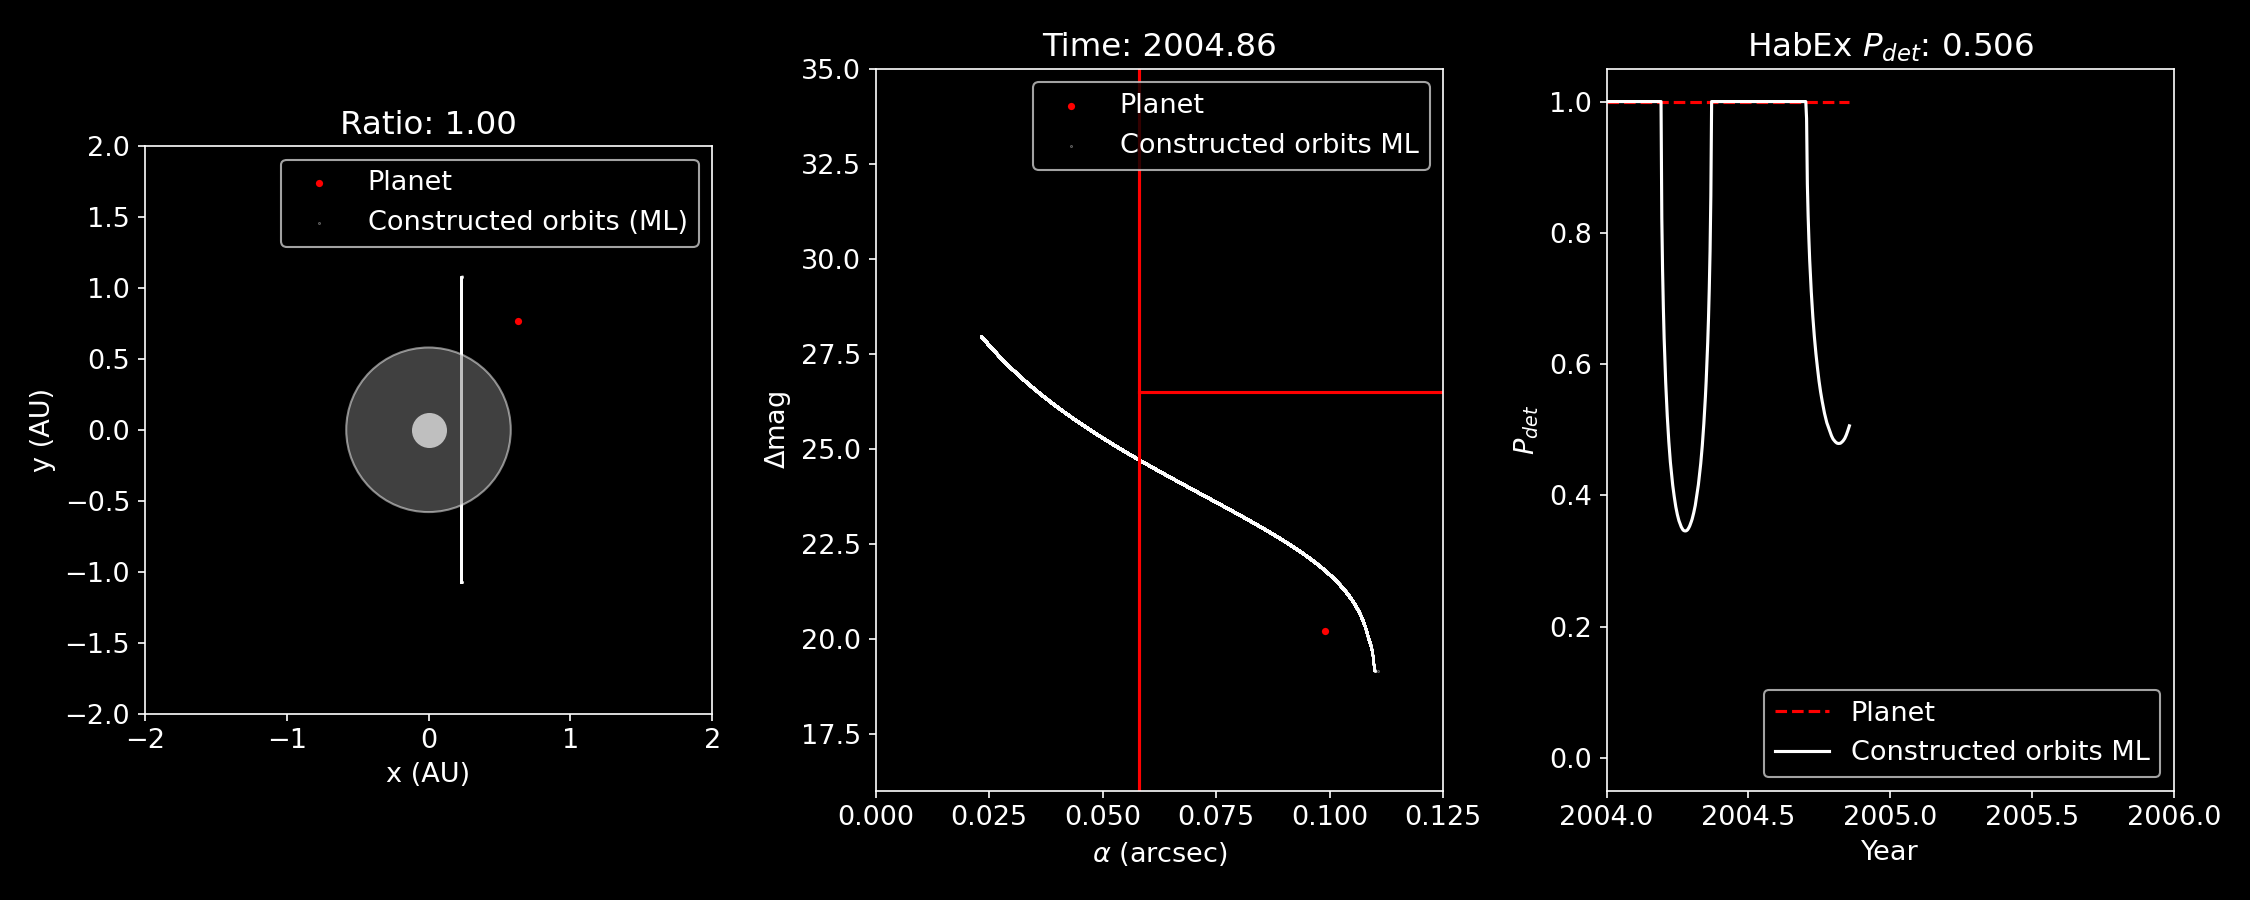 Ratio: 1.00
Planet
Constructed orbits (ML)
2.0
1.5
1.0
0.5
0.0
−0.5
−1.0
−1.5
−2.0
y (AU)
−2
−1
0
1
2
x (AU)
Time: 2004.86
Planet
Constructed orbits ML
35.0
32.5
30.0
27.5
25.0
22.5
20.0
17.5
Δmag
0.000
0.025
0.050
0.075
0.100
0.125
α (arcsec)
HabEx P_det: 0.506
1.0
0.8
0.6
0.4
0.2
0.0
P_det
Planet
Constructed orbits ML
2004.0
2004.5
2005.0
2005.5
2006.0
Year